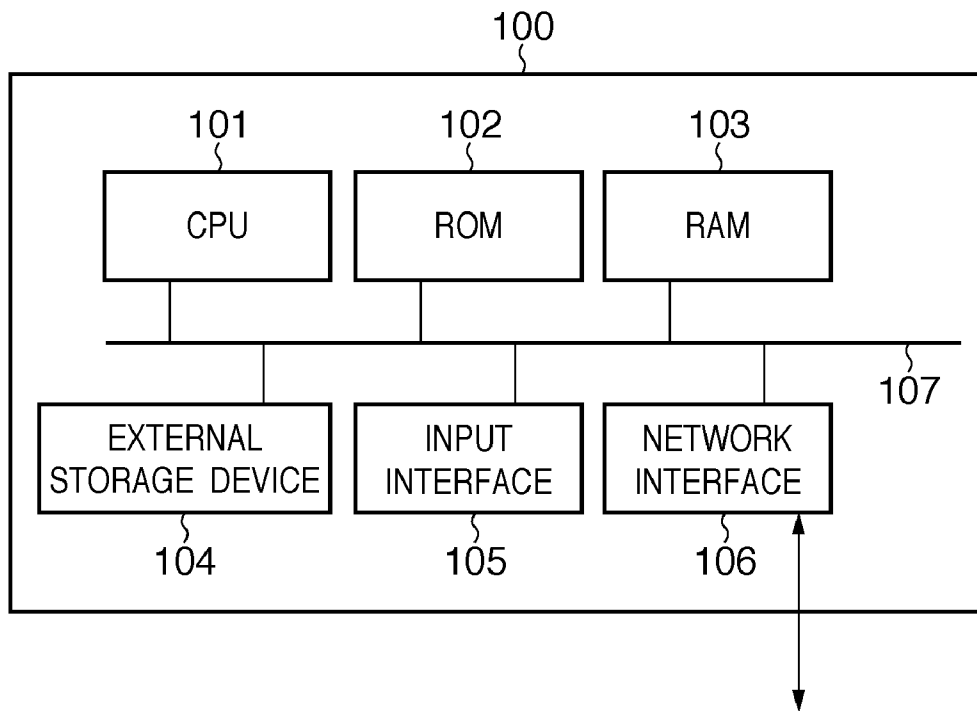 100
101
102
103
CPU
ROM
RAM
107
EXTERNAL
STORAGE DEVICE
INPUT
INTERFACE
NETWORK
INTERFACE
104
105
106